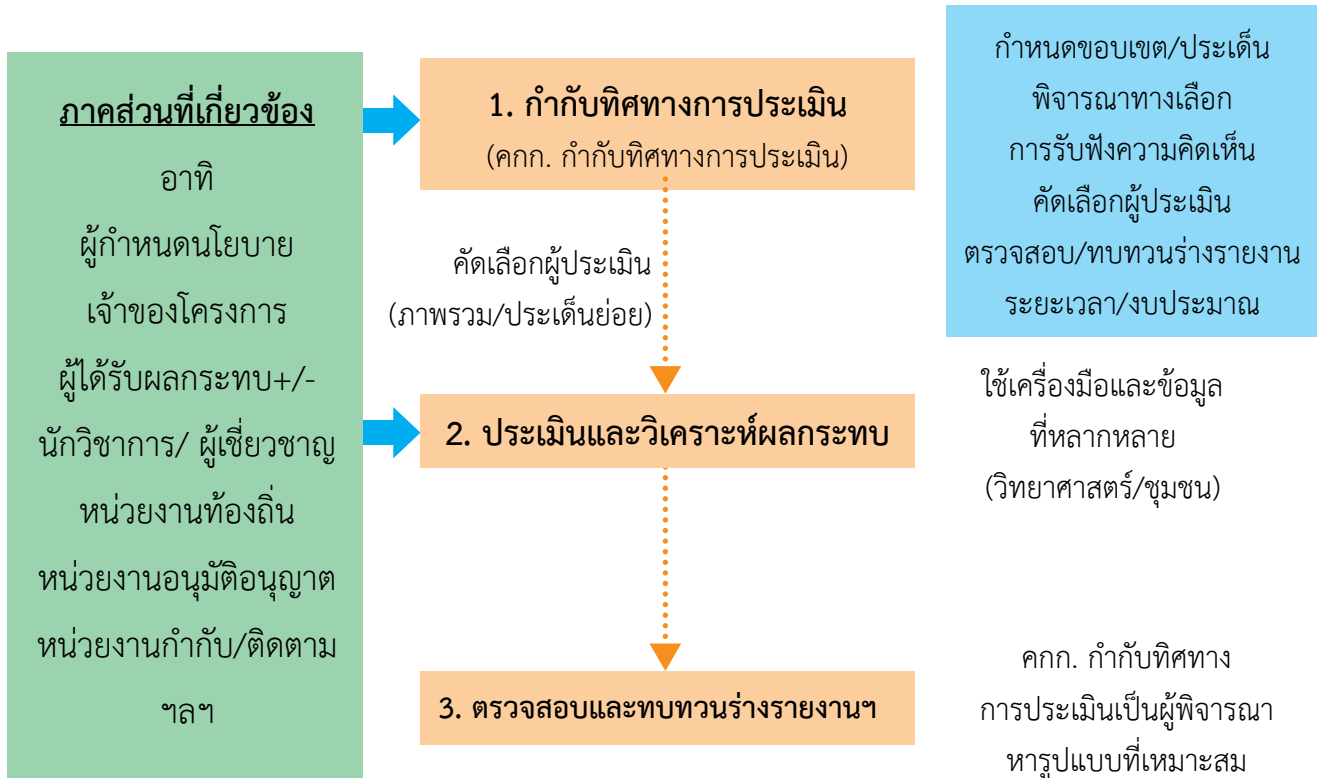 ภาคส่วนที่เกี่ยวข้อง
อาทิ
ผู้กำหนดนโยบาย
เจ้าของโครงการ
ผู้ได้รับผลกระทบ+/-
นักวิชาการ/ ผู้เชี่ยวชาญ
หน่วยงานท้องถิ่น
หน่วยงานอนุมัติอนุญาต
หน่วยงานกำกับ/ติดตาม
ฯลฯ
1. กำกับทิศทางการประเมิน
(คกก. กำกับทิศทางการประเมิน)
คัดเลือกผู้ประเมิน
(ภาพรวม/ประเด็นย่อย)
2. ประเมินและวิเคราะห์ผลกระทบ
3. ตรวจสอบและทบทวนร่างรายงานฯ
กำหนดขอบเขต/ประเด็น
พิจารณาทางเลือก
การรับฟังความคิดเห็น
คัดเลือกผู้ประเมิน
ตรวจสอบ/ทบทวนร่างรายงาน
ระยะเวลา/งบประมาณ
ใช้เครื่องมือและข้อมูล
ที่หลากหลาย
(วิทยาศาสตร์/ชุมชน)
คกก. กำกับทิศทาง
การประเมินเป็นผู้พิจารณา
หารูปแบบที่เหมาะสม